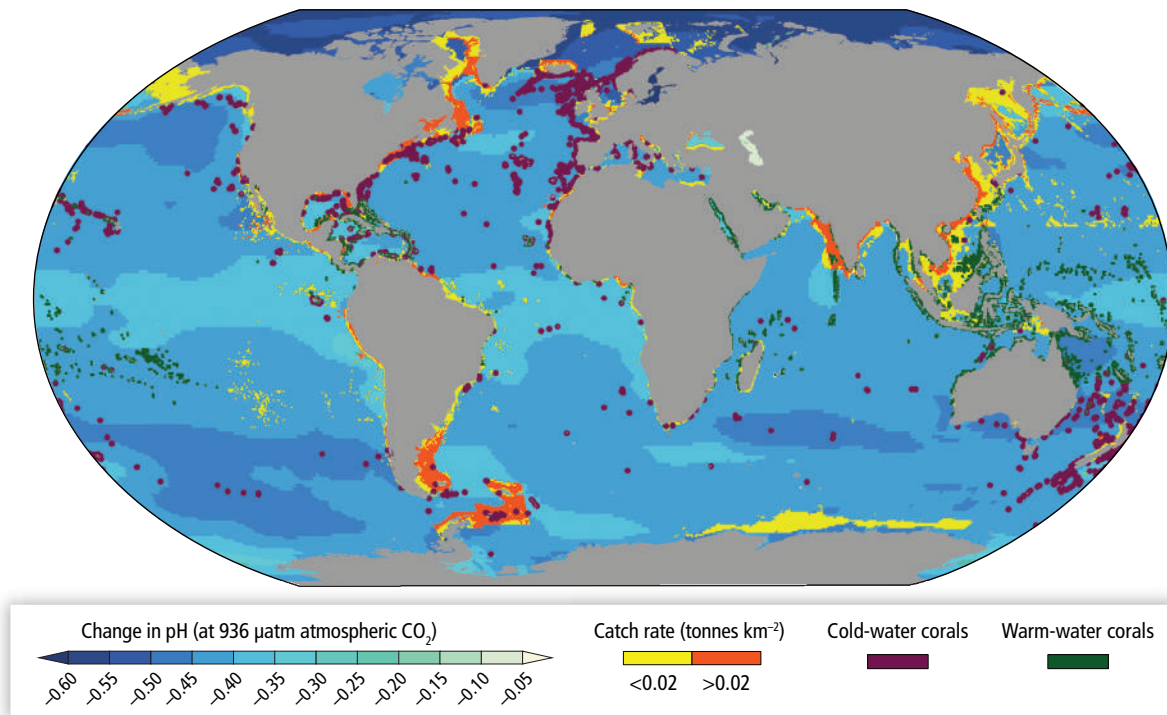 Change in pH (at 936 µatm atmospheric CO₂)
−0.60 −0.55 −0.50 −0.45 −0.40 −0.35 −0.30 −0.25 −0.20 −0.15 −0.10 −0.05
Catch rate (tonnes km⁻²)
<0.02 >0.02
Cold-water corals
Warm-water corals